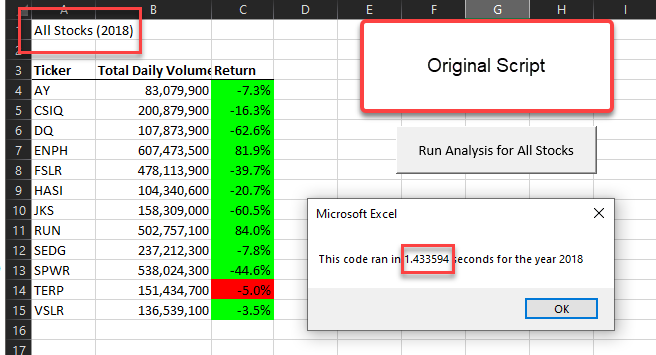 A B C D E F G H I
1 All Stocks (2018)
2
3 Ticker Total Daily Volume Return
4 AY 83,079,900 -7.3%
5 CSIQ 200,879,900 -16.3%
6 DQ 107,873,900 -62.6%
7 ENPH 607,473,500 81.9%
8 FSLR 478,113,900 -39.7%
9 HASI 104,340,600 -20.7%
10 JKS 158,309,000 -60.5%
11 RUN 502,757,100 84.0%
12 SEDG 237,212,300 -7.8%
13 SPWR 538,024,300 -44.6%
14 TERP 151,434,700 -5.0%
15 VSLR 136,539,100 -3.5%
16
17
Original Script
Run Analysis for All Stocks
Microsoft Excel
This code ran in 1.433594 seconds for the year 2018
OK